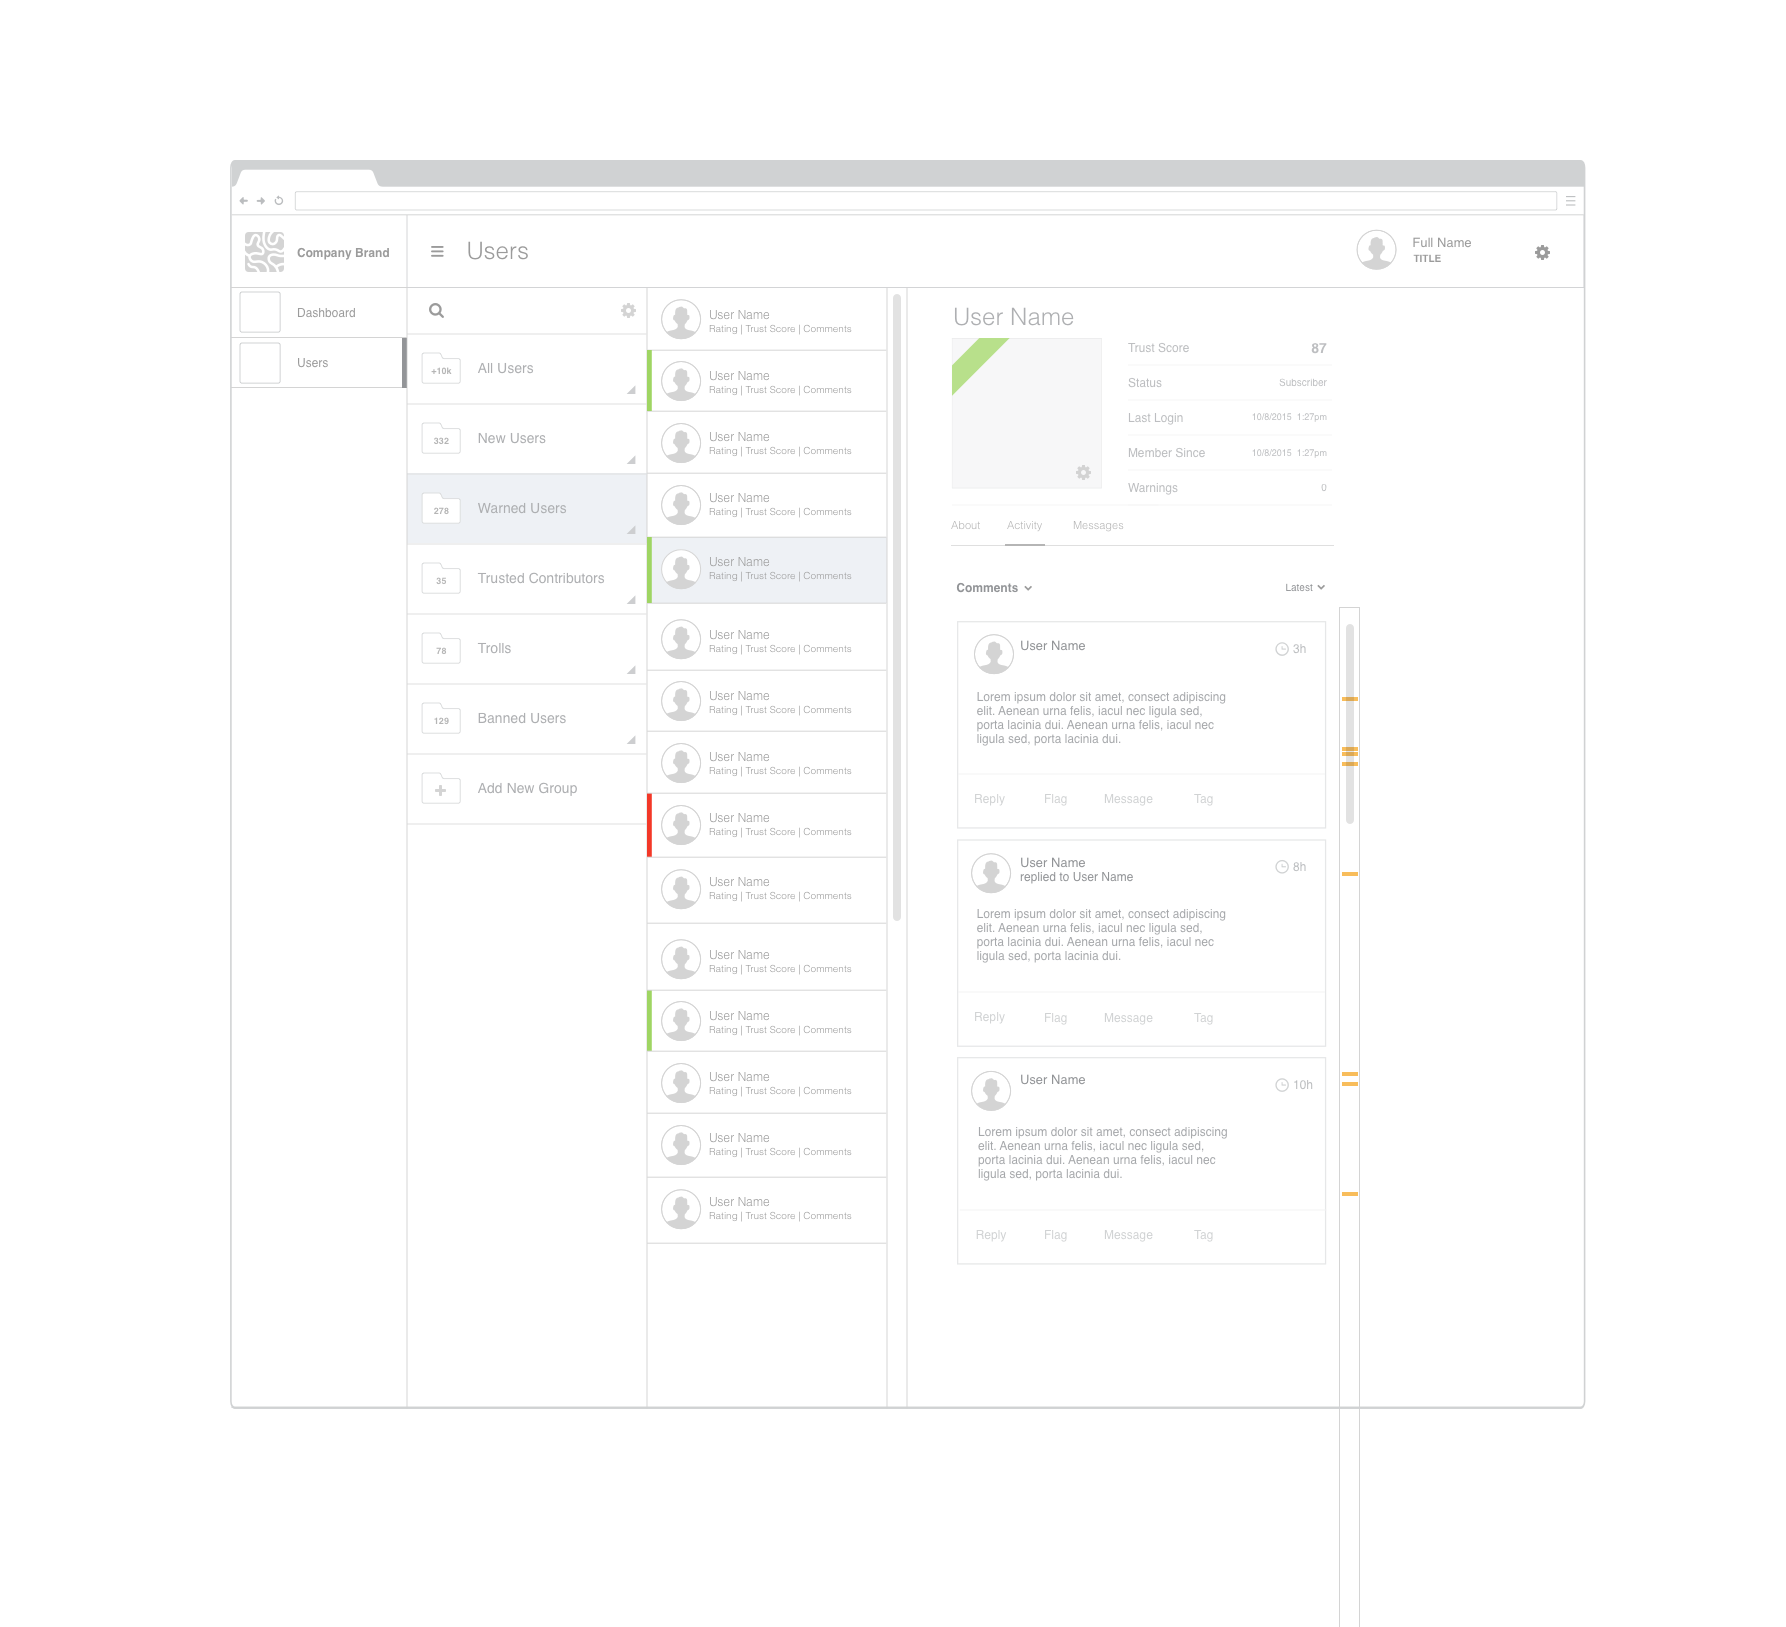 Company Brand
Users
Full Name
TITLE
Dashboard
Users
+10k
All Users
332
New Users
278
Warned Users
35
Trusted Contributors
78
Trolls
129
Banned Users
Add New Group
User Name
Rating | Trust Score | Comments
User Name
Rating | Trust Score | Comments
User Name
Rating | Trust Score | Comments
User Name
Rating | Trust Score | Comments
User Name
Rating | Trust Score | Comments
User Name
Rating | Trust Score | Comments
User Name
Rating | Trust Score | Comments
User Name
Rating | Trust Score | Comments
User Name
Rating | Trust Score | Comments
User Name
Rating | Trust Score | Comments
User Name
Rating | Trust Score | Comments
User Name
Rating | Trust Score | Comments
User Name
Rating | Trust Score | Comments
User Name
Rating | Trust Score | Comments
User Name
Rating | Trust Score | Comments
User Name
Trust Score 87
Status Subscriber
Last Login 10/8/2015 1:27pm
Member Since 10/8/2015 1:27pm
Warnings 0
About Activity Messages
Comments Latest
User Name 3h
Lorem ipsum dolor sit amet, consect adipiscing
elit. Aenean urna felis, iacul nec ligula sed,
porta lacinia dui. Aenean urna felis, iacul nec
ligula sed, porta lacinia dui.
Reply Flag Message Tag
User Name 8h
replied to User Name
Lorem ipsum dolor sit amet, consect adipiscing
elit. Aenean urna felis, iacul nec ligula sed,
porta lacinia dui. Aenean urna felis, iacul nec
ligula sed, porta lacinia dui.
Reply Flag Message Tag
User Name 10h
Lorem ipsum dolor sit amet, consect adipiscing
elit. Aenean urna felis, iacul nec ligula sed,
porta lacinia dui. Aenean urna felis, iacul nec
ligula sed, porta lacinia dui.
Reply Flag Message Tag